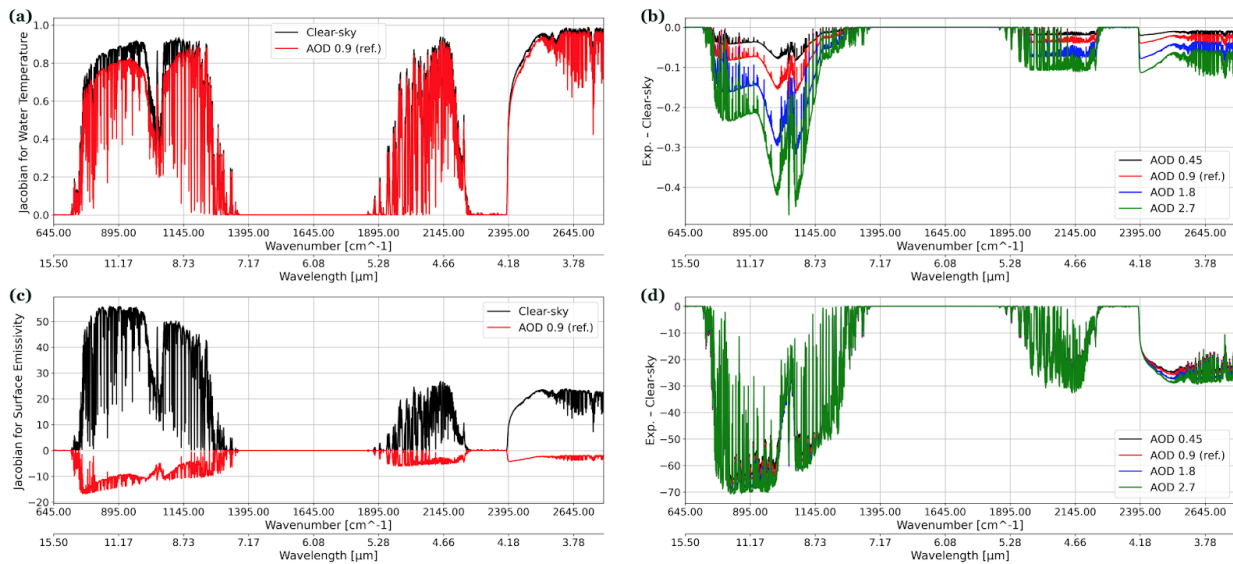 (a)
Jacobian for Water Temperature
1.0
0.8
0.6
0.4
0.2
0.0
Clear-sky
AOD 0.9 (ref.)
645.00 895.00 1145.00 1395.00 1645.00 1895.00 2145.00 2395.00 2645.00
Wavenumber [cm^-1]
15.50 11.17 8.73 7.17 6.08 5.28 4.66 4.18 3.78
Wavelength [μm]
(b)
Exp. – Clear-sky
0.0
−0.1
−0.2
−0.3
−0.4
AOD 0.45
AOD 0.9 (ref.)
AOD 1.8
AOD 2.7
645.00 895.00 1145.00 1395.00 1645.00 1895.00 2145.00 2395.00 2645.00
Wavenumber [cm^-1]
15.50 11.17 8.73 7.17 6.08 5.28 4.66 4.18 3.78
Wavelength [μm]
(c)
Jacobian for Surface Emissivity
50
40
30
20
10
0
−10
−20
Clear-sky
AOD 0.9 (ref.)
645.00 895.00 1145.00 1395.00 1645.00 1895.00 2145.00 2395.00 2645.00
Wavenumber [cm^-1]
15.50 11.17 8.73 7.17 6.08 5.28 4.66 4.18 3.78
Wavelength [μm]
(d)
Exp. – Clear-sky
0
−10
−20
−30
−40
−50
−60
−70
AOD 0.45
AOD 0.9 (ref.)
AOD 1.8
AOD 2.7
645.00 895.00 1145.00 1395.00 1645.00 1895.00 2145.00 2395.00 2645.00
Wavenumber [cm^-1]
15.50 11.17 8.73 7.17 6.08 5.28 4.66 4.18 3.78
Wavelength [μm]